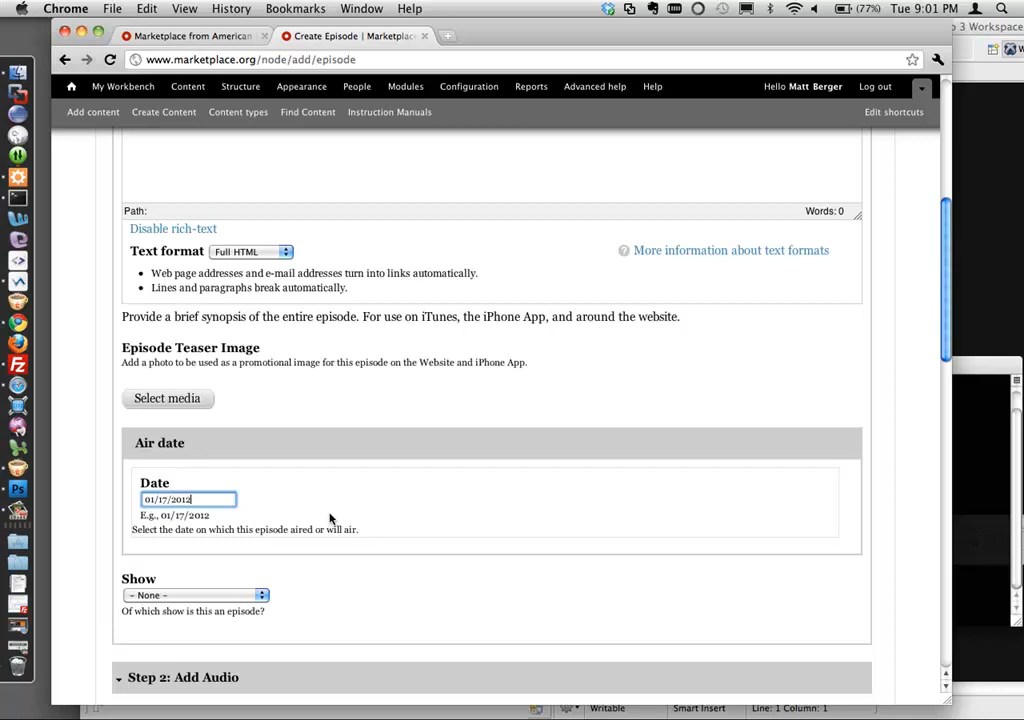 Chrome File Edit View History Bookmarks Window Help (77%) Tue 9:01 PM
Marketplace from American Create Episode | Marketplac
3 Workspace
www.marketplace.org/node/add/episode
My Workbench Content Structure Appearance People Modules Configuration Reports Advanced help Help Hello Matt Berger Log out
Add content Create Content Content types Find Content Instruction Manuals Edit shortcuts
Path: Words: 0
Disable rich-text
Text format Full HTML More information about text formats
Web page addresses and e-mail addresses turn into links automatically.
Lines and paragraphs break automatically.
Provide a brief synopsis of the entire episode. For use on iTunes, the iPhone App, and around the website.
Episode Teaser Image
Add a photo to be used as a promotional image for this episode on the Website and iPhone App.
Select media
Air date
Date
01/17/2012
E.g., 01/17/2012
Select the date on which this episode aired or will air.
Show
- None -
Of which show is this an episode?
Step 2: Add Audio
Writable Smart Insert Line: 1 Column: 1